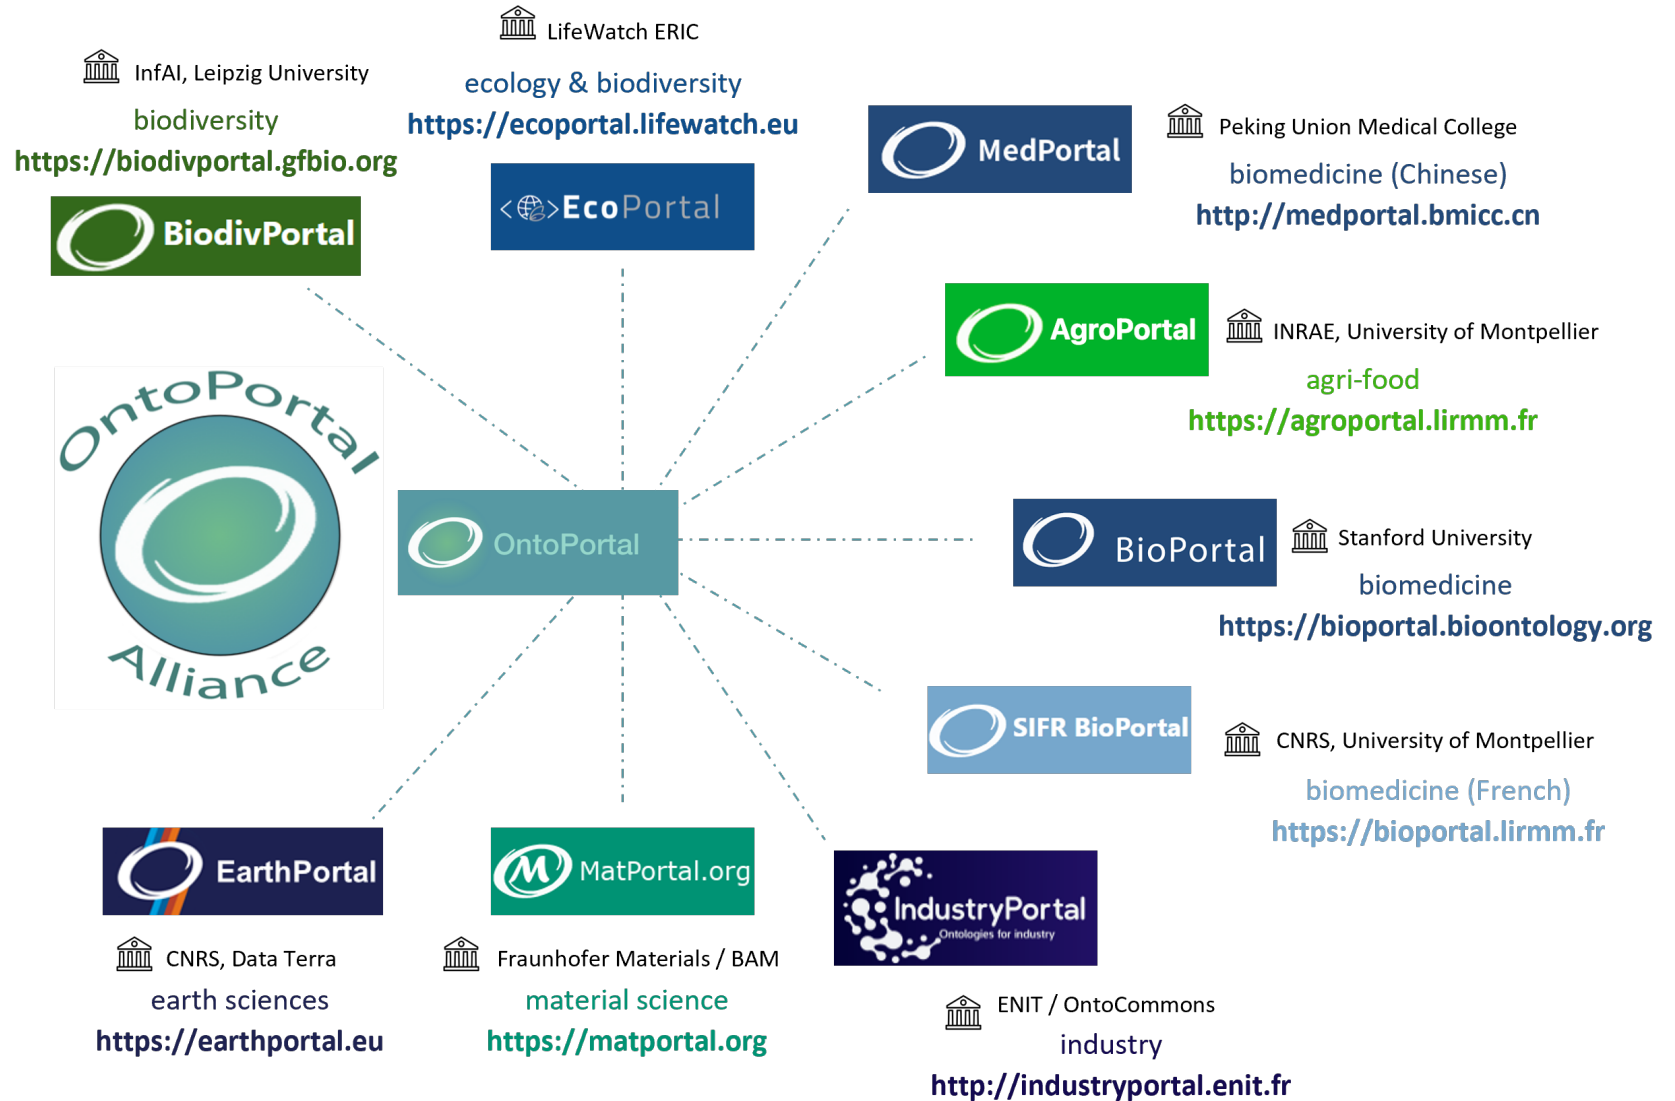 LifeWatch ERIC
ecology & biodiversity
https://ecoportal.lifewatch.eu
<EcoPortal
InfAI, Leipzig University
biodiversity
https://biodivportal.gfbio.org
BiodivPortal
MedPortal
Peking Union Medical College
biomedicine (Chinese)
http://medportal.bmicc.cn
AgroPortal
INRAE, University of Montpellier
agri-food
https://agroportal.lirmm.fr
OntoPortal
Alliance
OntoPortal
BioPortal
Stanford University
biomedicine
https://bioportal.bioontology.org
SIFR BioPortal
CNRS, University of Montpellier
biomedicine (French)
https://bioportal.lirmm.fr
EarthPortal
CNRS, Data Terra
earth sciences
https://earthportal.eu
M MatPortal.org
Fraunhofer Materials / BAM
material science
https://matportal.org
IndustryPortal
Ontologies for industry
ENIT / OntoCommons
industry
http://industryportal.enit.fr